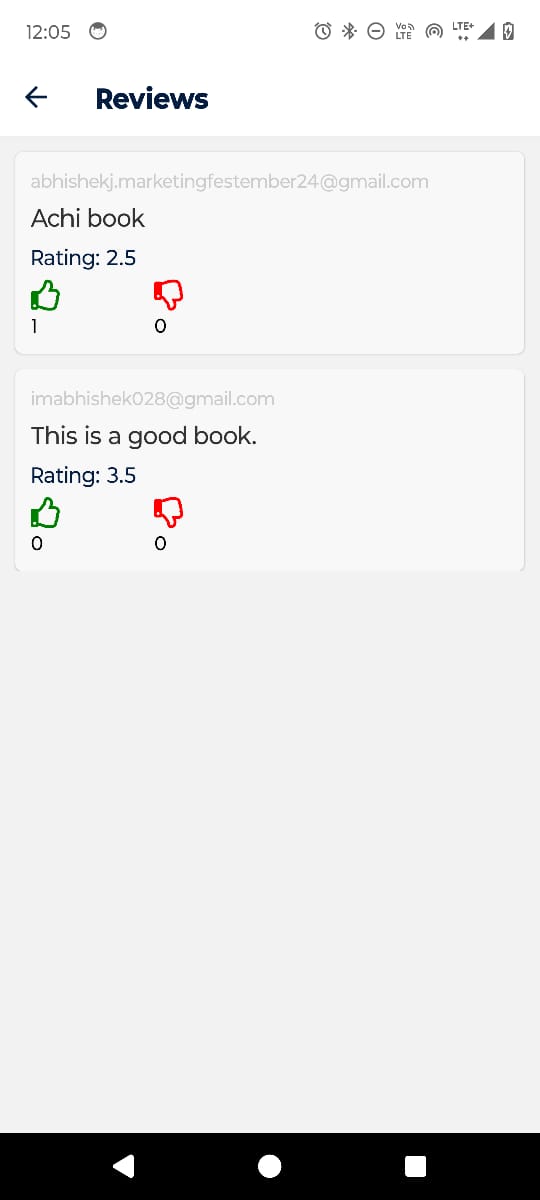 12:05
Vo LTE
LTE+
Reviews
abhishekj.marketingfestember24@gmail.com
Achi book
Rating: 2.5
1
0
imabhishek028@gmail.com
This is a good book.
Rating: 3.5
0
0